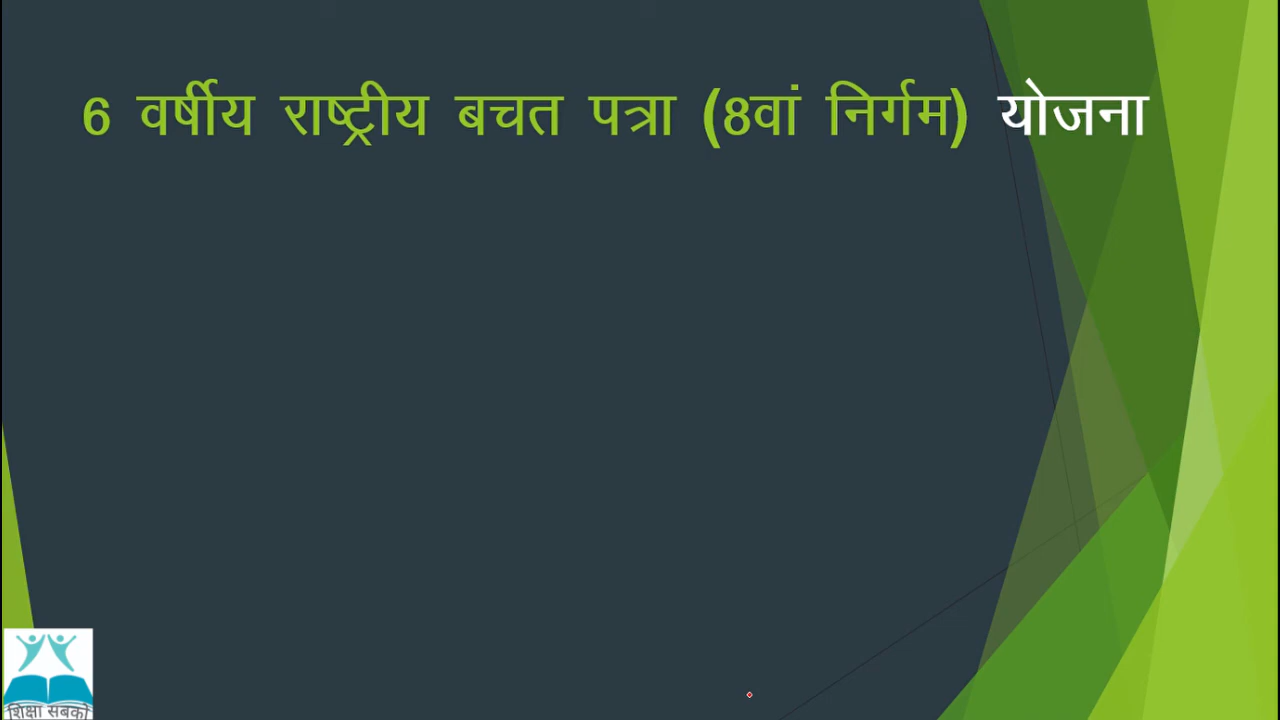 6 वर्षीय राष्ट्रीय बचत पत्रा (8वां निर्गम) योजना
शिक्षा सबको